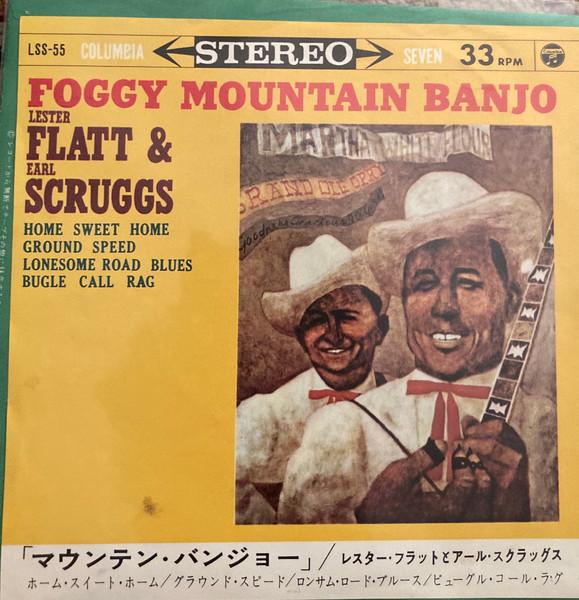 LSS-55 COLUMBIA STEREO SEVEN 33 RPM
FOGGY MOUNTAIN BANJO
LESTER
FLATT &
EARL
SCRUGGS
HOME SWEET HOME
GROUND SPEED
LONESOME ROAD BLUES
BUGLE CALL RAG
MARTHA WHITE FLOUR
GRAND OLE OPRY
「マウンテン・バンジョー」/レスター・フラットとアール・スクラッグス
ホーム・スイート・ホーム/グラウンド・スピード/ロンサム・ロード・ブルース/ビューグル・コール・ラグ